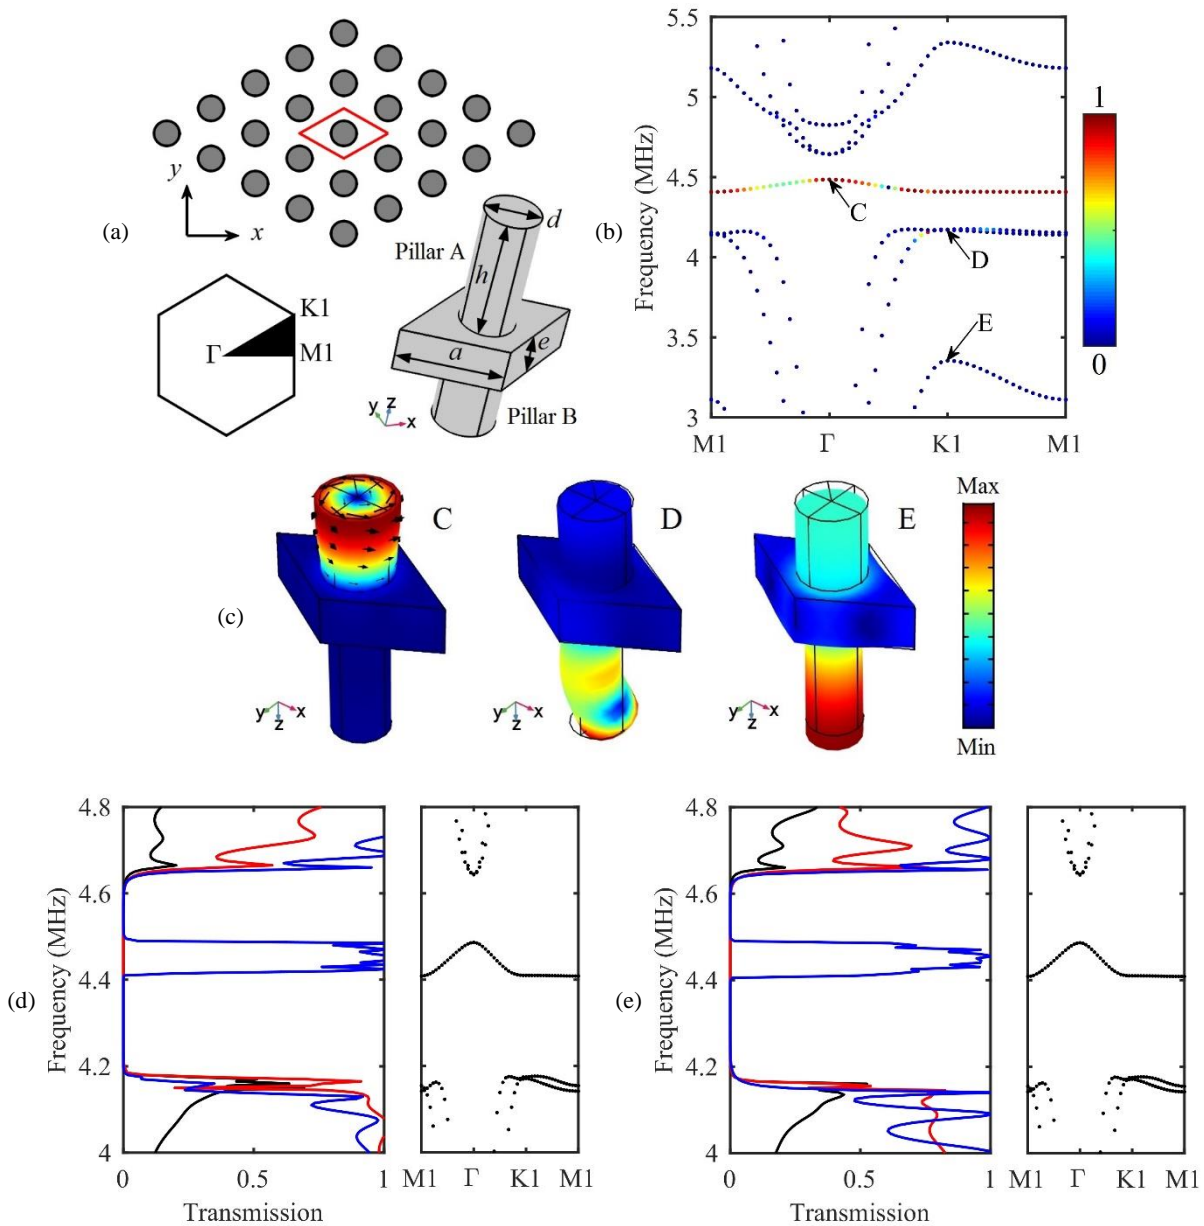 (a)
y
x
Γ
K1
M1
Pillar A
Pillar B
d
h
a
e
y z x
(b)
Frequency (MHz)
5.5
5
4.5
4
3.5
3
M1 Γ K1 M1
C
D
E
1
0
(c)
C
D
E
y z x
y z x
y z x
Max
Min
(d)
Frequency (MHz)
4.8
4.6
4.4
4.2
4
0 0.5 1
Transmission
M1 Γ K1 M1
(e)
Frequency (MHz)
4.8
4.6
4.4
4.2
4
0 0.5 1
Transmission
M1 Γ K1 M1